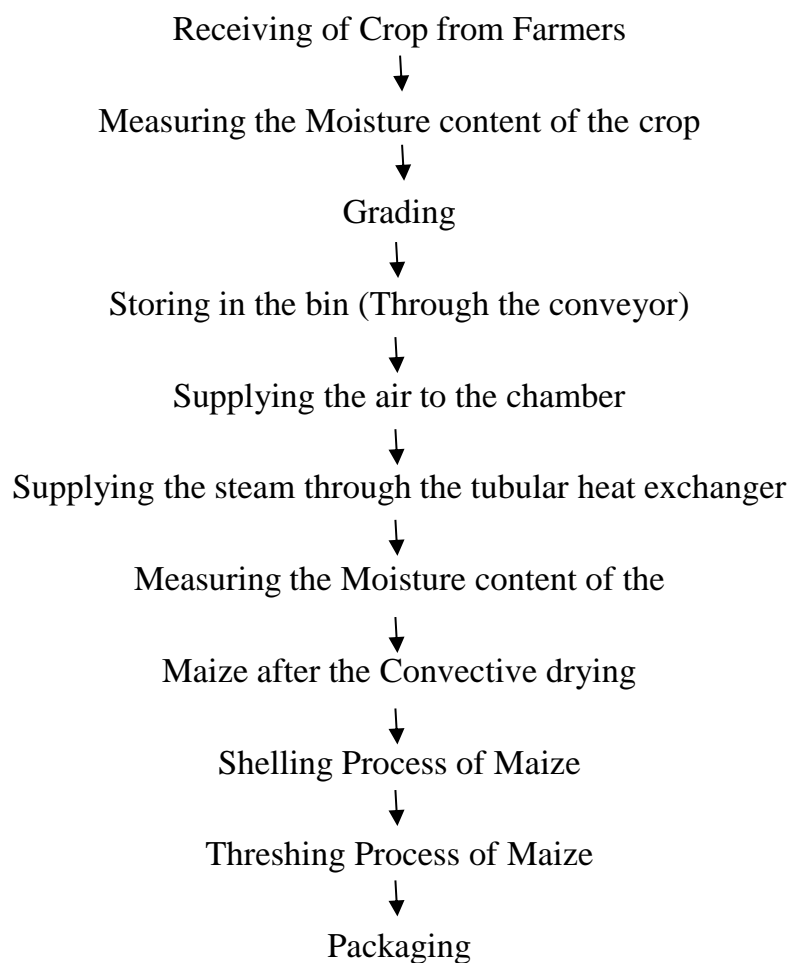 Receiving of Crop from Farmers
Measuring the Moisture content of the crop
Grading
Storing in the bin (Through the conveyor)
Supplying the air to the chamber
Supplying the steam through the tubular heat exchanger
Measuring the Moisture content of the
Maize after the Convective drying
Shelling Process of Maize
Threshing Process of Maize
Packaging